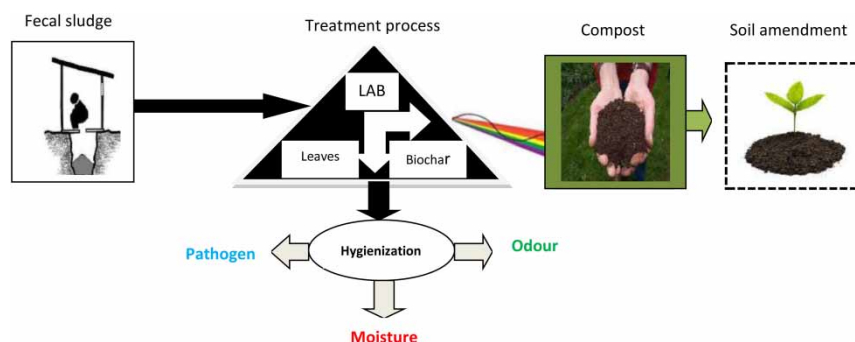 Fecal sludge
Treatment process
Compost
Soil amendment
LAB
Leaves
Biochar
Hygienization
Pathogen
Odour
Moisture